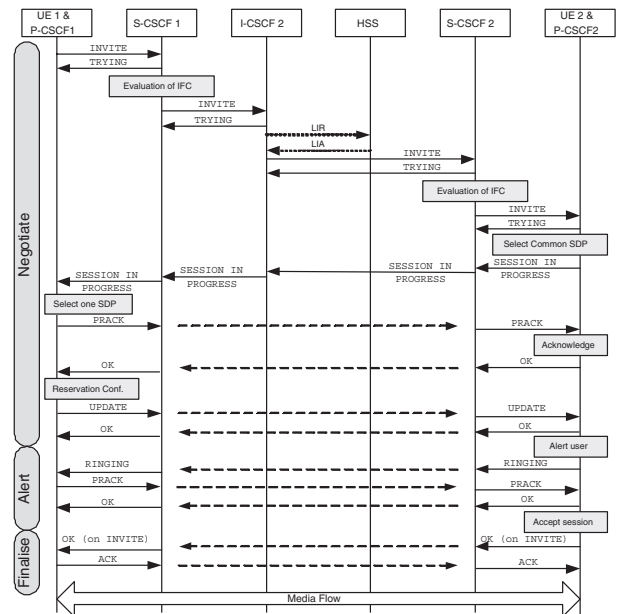 UE 1 &
P-CSCF1
S-CSCF 1
I-CSCF 2
HSS
S-CSCF 2
UE 2 &
P-CSCF2
INVITE
TRYING
Evaluation of IFC
INVITE
TRYING
LIR
LIA
INVITE
TRYING
Evaluation of IFC
INVITE
TRYING
Select Common SDP
SESSION IN
PROGRESS
SESSION IN
PROGRESS
SESSION IN
PROGRESS
SESSION IN
PROGRESS
Select one SDP
PRACK
PRACK
Acknowledge
OK
OK
Reservation Conf.
UPDATE
UPDATE
OK
OK
Alert user
RINGING
RINGING
PRACK
PRACK
OK
OK
Accept session
OK (on INVITE)
OK (on INVITE)
ACK
ACK
Media Flow
Negotiate
Alert
Finalise